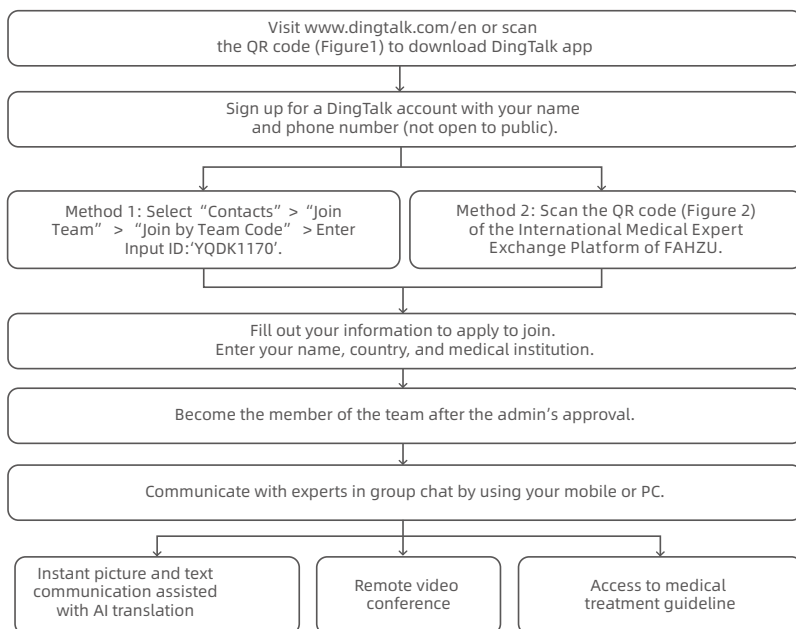 Visit www.dingtalk.com/en or scan
the QR code (Figure1) to download DingTalk app
Sign up for a DingTalk account with your name
and phone number (not open to public).
Method 1: Select “Contacts” > “Join
Team” > “Join by Team Code” > Enter
Input ID:‘YQDK1170’.
Method 2: Scan the QR code (Figure 2)
of the International Medical Expert
Exchange Platform of FAHZU.
Fill out your information to apply to join.
Enter your name, country, and medical institution.
Become the member of the team after the admin’s approval.
Communicate with experts in group chat by using your mobile or PC.
Instant picture and text
communication assisted
with AI translation
Remote video
conference
Access to medical
treatment guideline